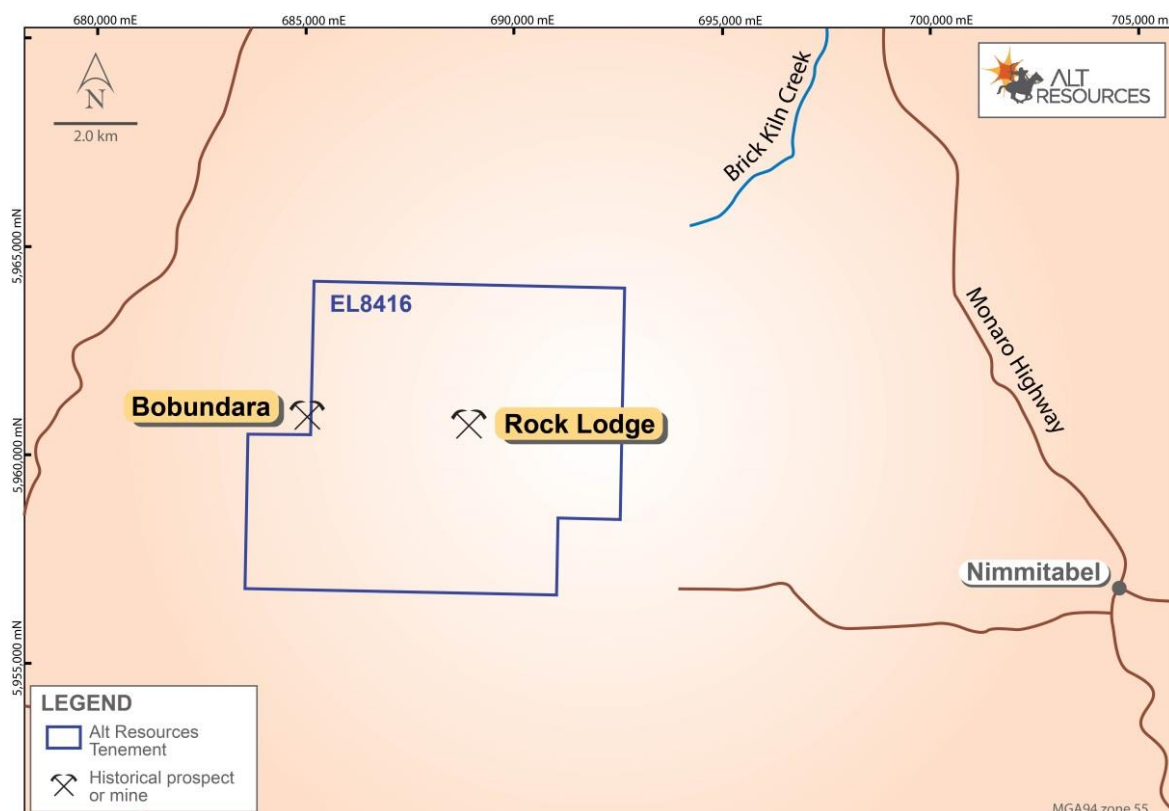 680,000 mE
685,000 mE
690,000 mE
695,000 mE
700,000 mE
705,000 m
N
2.0 km
ALT
RESOURCES
Brick Kiln Creek
5,965,000 mN
EL8416
Monaro Highway
Bobundara
Rock Lodge
5,960,000 mN
Nimmitabel
5,955,000 mN
LEGEND
Alt Resources
Tenement
Historical prospect
or mine
MGA94 zone 55